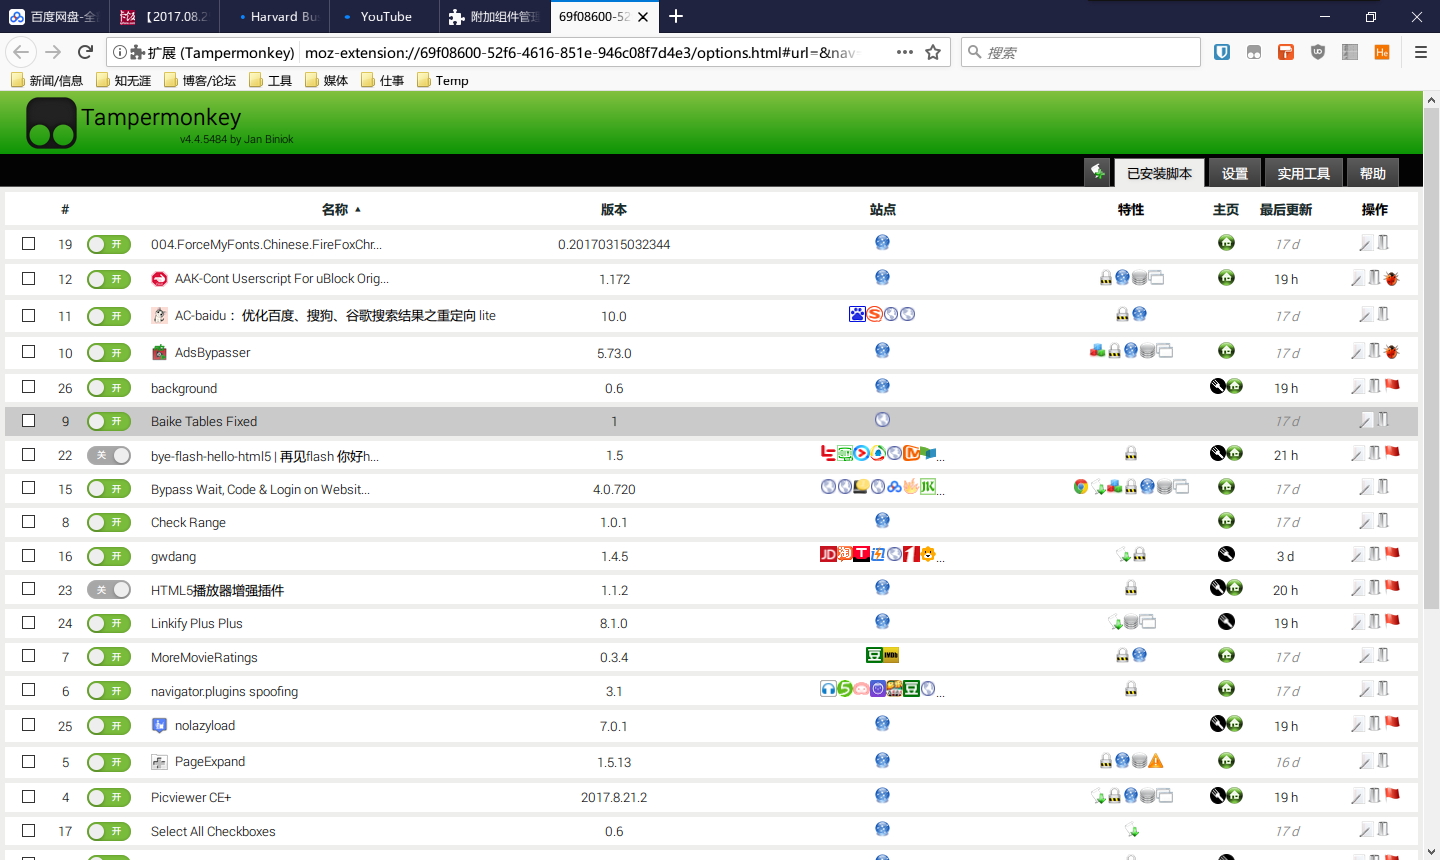 百度网盘-全
【2017.08.2
Harvard Bu
YouTube
附加组件管理
69f08600-52
扩展 (Tampermonkey)
moz-extension://69f08600-52f6-4616-851e-946c08f7d4e3/options.html#url=&nav
搜索
新闻/信息 知无涯 博客/论坛 工具 媒体 仕事 Temp
Tampermonkey
v4.4.5484 by Jan Biniok
已安装脚本 设置 实用工具 帮助
# 名称 ▲ 版本 站点 特性 主页 最后更新 操作
19 开 004.ForceMyFonts.Chinese.FireFoxChr... 0.20170315032344 17 d
12 开 AAK-Cont Userscript For uBlock Orig... 1.172 19 h
11 开 AC-baidu：优化百度、搜狗、谷歌搜索结果之重定向 lite 10.0 17 d
10 开 AdsBypasser 5.73.0 17 d
26 开 background 0.6 19 h
9 开 Baike Tables Fixed 1 17 d
22 关 bye-flash-hello-html5 | 再见flash 你好h... 1.5 ... 21 h
15 开 Bypass Wait, Code & Login on Websit... 4.0.720 ... 17 d
8 开 Check Range 1.0.1 17 d
16 开 gwdang 1.4.5 JD 淘 T 1 ... 3 d
23 关 HTML5播放器增强插件 1.1.2 20 h
24 开 Linkify Plus Plus 8.1.0 19 h
7 开 MoreMovieRatings 0.3.4 豆 IMDb 17 d
6 开 navigator.plugins spoofing 3.1 5 豆 ... 17 d
25 开 nolazyload 7.0.1 19 h
5 开 PageExpand 1.5.13 16 d
4 开 Picviewer CE+ 2017.8.21.2 19 h
17 开 Select All Checkboxes 0.6 17 d